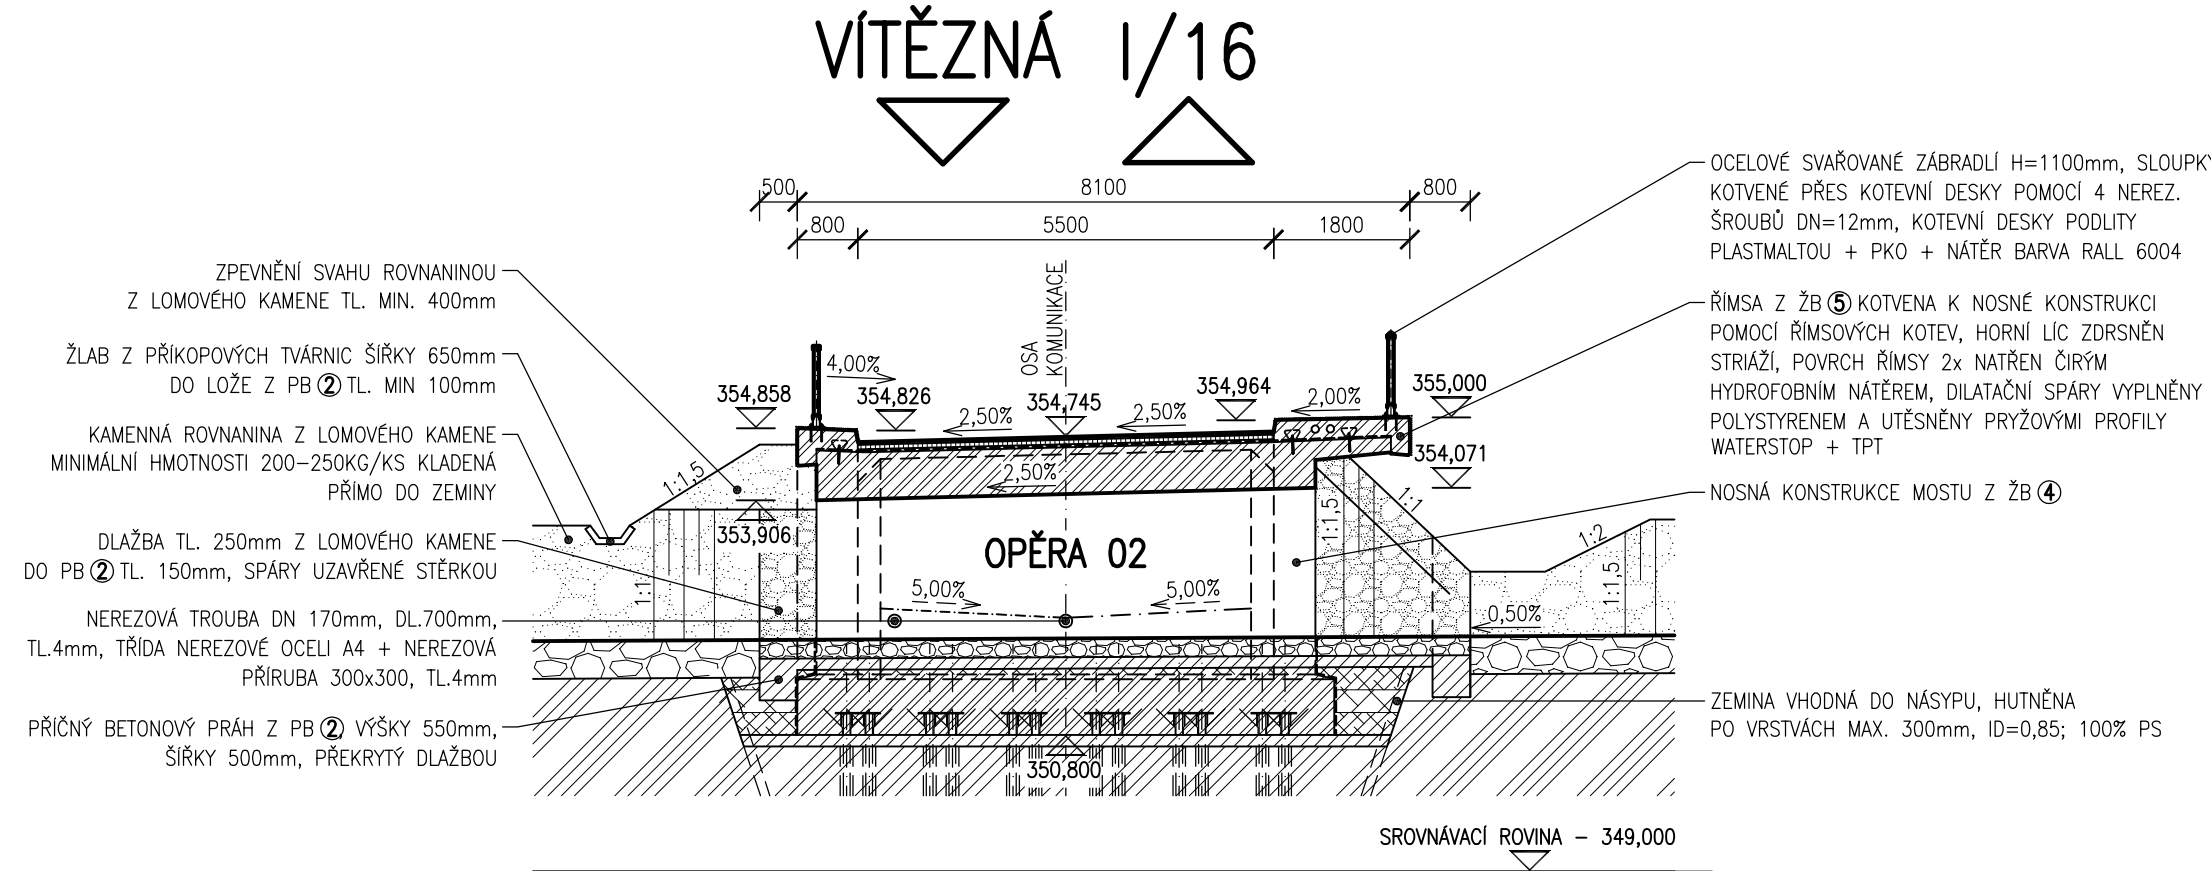 VÍTĚZNÁ I/16
500 8100 800
800 5500 1800
OSA
KOMUNIKACE
ZPEVNĚNÍ SVAHU ROVNANINOU
Z LOMOVÉHO KAMENE TL. MIN. 400mm
ŽLAB Z PŘÍKOPOVÝCH TVÁRNIC ŠÍŘKY 650mm
DO LOŽE Z PB 2 TL. MIN 100mm
KAMENNÁ ROVNANINA Z LOMOVÉHO KAMENE
MINIMÁLNÍ HMOTNOSTI 200-250KG/KS KLADENÁ
PŘÍMO DO ZEMINY
DLAŽBA TL. 250mm Z LOMOVÉHO KAMENE
DO PB 2 TL. 150mm, SPÁRY UZAVŘENÉ STĚRKOU
NEREZOVÁ TROUBA DN 170mm, DL.700mm,
TL.4mm, TŘÍDA NEREZOVÉ OCELI A4 + NEREZOVÁ
PŘÍRUBA 300x300, TL.4mm
PŘÍČNÝ BETONOVÝ PRÁH Z PB 2, VÝŠKY 550mm,
ŠÍŘKY 500mm, PŘEKRYTÝ DLAŽBOU
4,00%
354,858 354,826 354,745 354,964 355,000
2,50% 2,50% 2,00%
354,071
2,50%
1:1,5
353,906
1:1
OPĚRA 02
5,00% 5,00%
1:1,5
1:1
1:2
1:1,5
0,50%
350,800
OCELOVÉ SVAŘOVANÉ ZÁBRADLÍ H=1100mm, SLOUPKY
KOTVENÉ PŘES KOTEVNÍ DESKY POMOCÍ 4 NEREZ.
ŠROUBŮ DN=12mm, KOTEVNÍ DESKY PODLITY
PLASTMALTOU + PKO + NÁTĚR BARVA RALL 6004
ŘÍMSA Z ŽB 5 KOTVENA K NOSNÉ KONSTRUKCI
POMOCÍ ŘÍMSOVÝCH KOTEV, HORNÍ LÍC ZDRSNĚN
STRIÁŽÍ, POVRCH ŘÍMSY 2x NATŘEN ČIRÝM
HYDROFOBNÍM NÁTĚREM, DILATAČNÍ SPÁRY VYPLNĚNY
POLYSTYRENEM A UTĚSNĚNY PRYŽOVÝMI PROFILY
WATERSTOP + TPT
NOSNÁ KONSTRUKCE MOSTU Z ŽB 4
ZEMINA VHODNÁ DO NÁSYPU, HUTNĚNA
PO VRSTVÁCH MAX. 300mm, ID=0,85; 100% PS
SROVNÁVACÍ ROVINA - 349,000